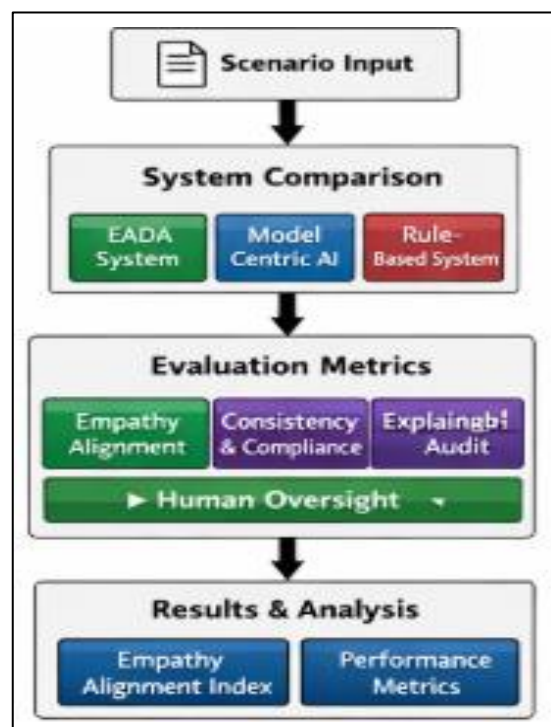 Scenario Input
System Comparison
EADA
System
Model
Centric AI
Rule-
Based System
Evaluation Metrics
Empathy
Alignment
Consistency
& Compliance
Audit
Human Oversight
Results & Analysis
Empathy
Alignment Index
Performance
Metrics